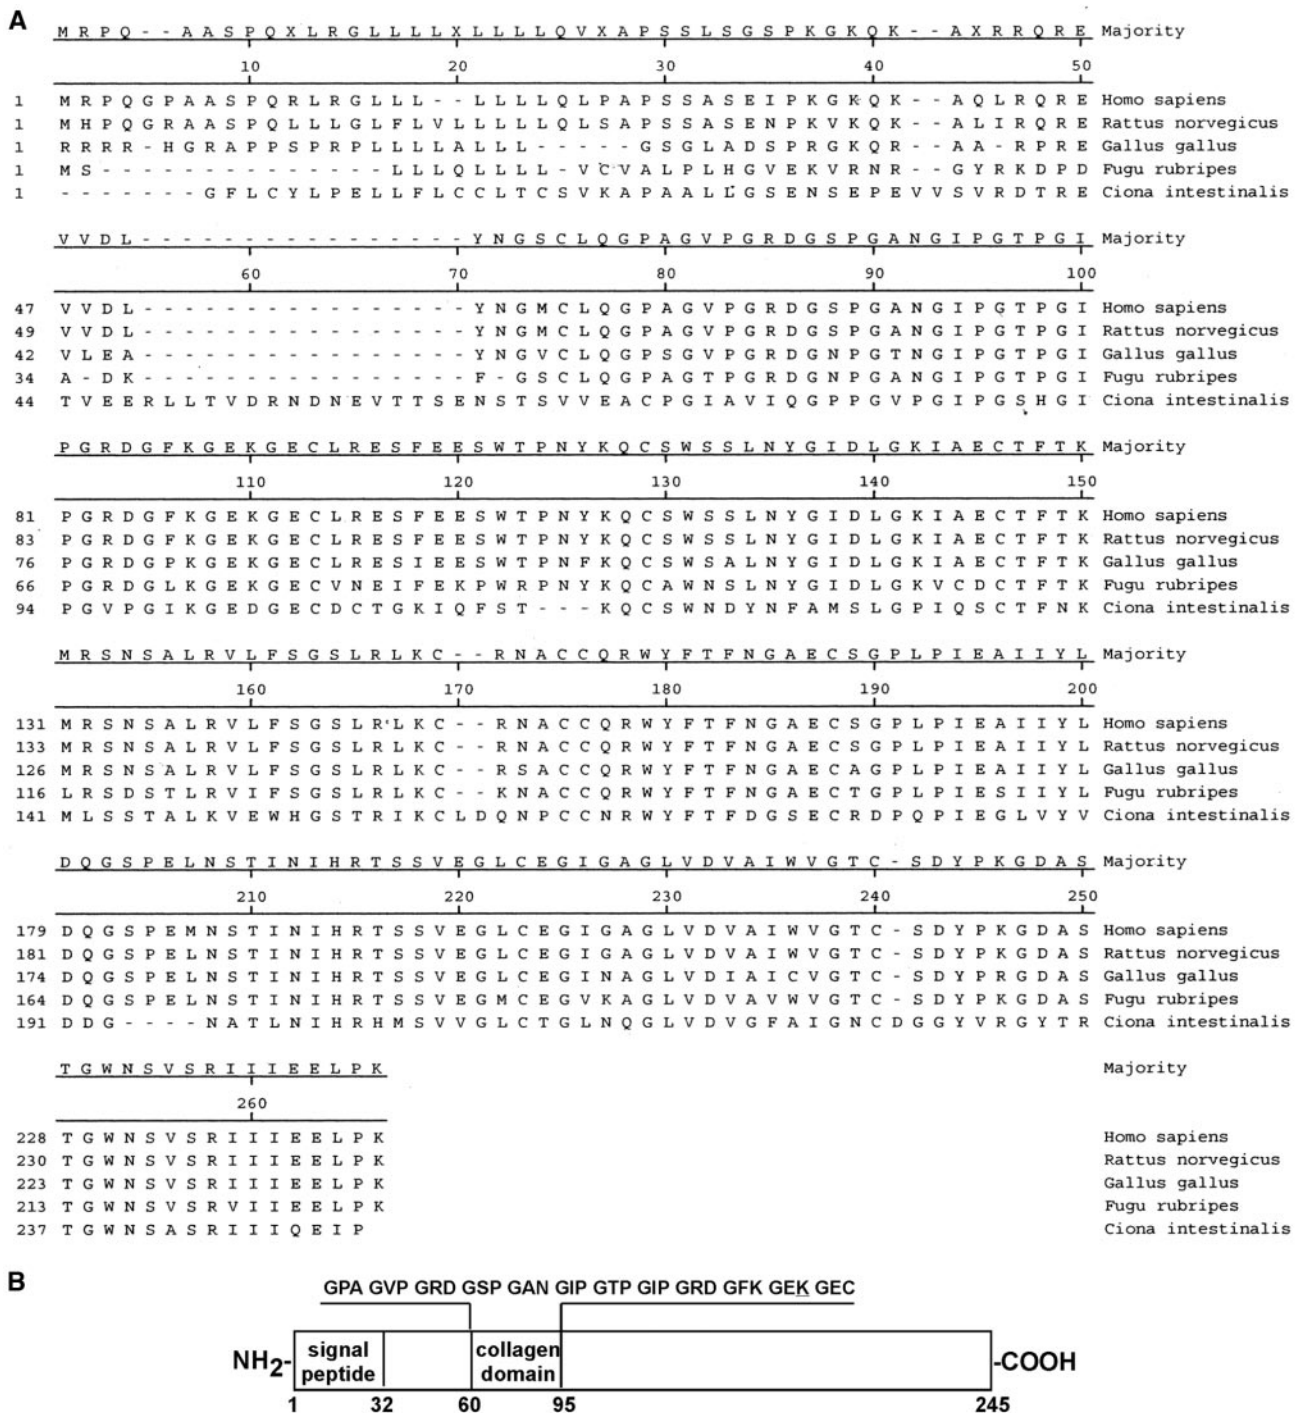 A
M R P Q - - A A S P Q X L R G L L L L X L L L L Q V X A P S S L S G S P K G K Q K - - A X R R Q R E Majority
10 20 30 40 50
1 M R P Q G P A A S P Q R L R G L L L - - L L L L Q L P A P S S A S E I P K G K Q K - - A Q L R Q R E Homo sapiens
1 M H P Q G R A A S P Q L L L G L F L V L L L L L Q L S A P S S A S E N P K V K Q K - - A L I R Q R E Rattus norvegicus
1 R R R R - H G R A P P S P R P L L L L A L L L - - - - - G S G L A D S P R G K Q R - - A A - R P R E Gallus gallus
1 M S - - - - - - - - - - - - - - L L L Q L L L L - V C V A L P L H G V E K V R N R - - G Y R K D P D Fugu rubripes
1 - - - - - - - G F L C Y L P E L L F L C C L T C S V K A P A A L L G S E N S E P E V V S V R D T R E Ciona intestinalis
V V D L - - - - - - - - - - - - - - - - Y N G S C L Q G P A G V P G R D G S P G A N G I P G T P G I Majority
60 70 80 90 100
47 V V D L - - - - - - - - - - - - - - - - Y N G M C L Q G P A G V P G R D G S P G A N G I P G T P G I Homo sapiens
49 V V D L - - - - - - - - - - - - - - - - Y N G M C L Q G P A G V P G R D G S P G A N G I P G T P G I Rattus norvegicus
42 V L E A - - - - - - - - - - - - - - - - Y N G V C L Q G P S G V P G R D G N P G T N G I P G T P G I Gallus gallus
34 A - D K - - - - - - - - - - - - - - - - F - G S C L Q G P A G T P G R D G N P G A N G I P G T P G I Fugu rubripes
44 T V E E R L L T V D R N D N E V T T S E N S T S V V E A C P G I A V I Q G P P G V P G I P G S H G I Ciona intestinalis
P G R D G F K G E K G E C L R E S F E E S W T P N Y K Q C S W S S L N Y G I D L G K I A E C T F T K Majority
110 120 130 140 150
81 P G R D G F K G E K G E C L R E S F E E S W T P N Y K Q C S W S S L N Y G I D L G K I A E C T F T K Homo sapiens
83 P G R D G F K G E K G E C L R E S F E E S W T P N Y K Q C S W S S L N Y G I D L G K I A E C T F T K Rattus norvegicus
76 P G R D G P K G E K G E C L R E S I E E S W T P N F K Q C S W S A L N Y G I D L G K I A E C T F T K Gallus gallus
66 P G R D G L K G E K G E C V N E I F E K P W R P N Y K Q C A W N S L N Y G I D L G K V C D C T F T K Fugu rubripes
94 P G V P G I K G E D G E C D C T G K I Q F S T - - - K Q C S W N D Y N F A M S L G P I Q S C T F N K Ciona intestinalis
M R S N S A L R V L F S G S L R L K C - - R N A C C Q R W Y F T F N G A E C S G P L P I E A I I Y L Majority
160 170 180 190 200
131 M R S N S A L R V L F S G S L R L K C - - R N A C C Q R W Y F T F N G A E C S G P L P I E A I I Y L Homo sapiens
133 M R S N S A L R V L F S G S L R L K C - - R N A C C Q R W Y F T F N G A E C S G P L P I E A I I Y L Rattus norvegicus
126 M R S N S A L R V L F S G S L R L K C - - R S A C C Q R W Y F T F N G A E C A G P L P I E A I I Y L Gallus gallus
116 L R S D S T L R V I F S G S L R L K C - - K N A C C Q R W Y F T F N G A E C T G P L P I E S I I Y L Fugu rubripes
141 M L S S T A L K V E W H G S T R I K C L D Q N P C C N R W Y F T F D G S E C R D P Q P I E G L V Y V Ciona intestinalis
D Q G S P E L N S T I N I H R T S S V E G L C E G I G A G L V D V A I W V G T C - S D Y P K G D A S Majority
210 220 230 240 250
179 D Q G S P E M N S T I N I H R T S S V E G L C E G I G A G L V D V A I W V G T C - S D Y P K G D A S Homo sapiens
181 D Q G S P E L N S T I N I H R T S S V E G L C E G I G A G L V D V A I W V G T C - S D Y P K G D A S Rattus norvegicus
174 D Q G S P E L N S T I N I H R T S S V E G L C E G I N A G L V D I A I C V G T C - S D Y P R G D A S Gallus gallus
164 D Q G S P E L N S T I N I H R T S S V E G M C E G V K A G L V D V A V W V G T C - S D Y P K G D A S Fugu rubripes
191 D D G - - - - N A T L N I H R H M S V V G L C T G L N Q G L V D V G F A I G N C D G G Y V R G Y T R Ciona intestinalis
T G W N S V S R I I I E E L P K Majority
260
228 T G W N S V S R I I I E E L P K Homo sapiens
230 T G W N S V S R I I I E E L P K Rattus norvegicus
223 T G W N S V S R I I I E E L P K Gallus gallus
213 T G W N S V S R V I I E E L P K Fugu rubripes
237 T G W N S A S R I I I Q E I P Ciona intestinalis
B
GPA GVP GRD GSP GAN GIP GTP GIP GRD GFK GEK GEC
NH2- signal peptide collagen domain -COOH
1 32 60 95 245